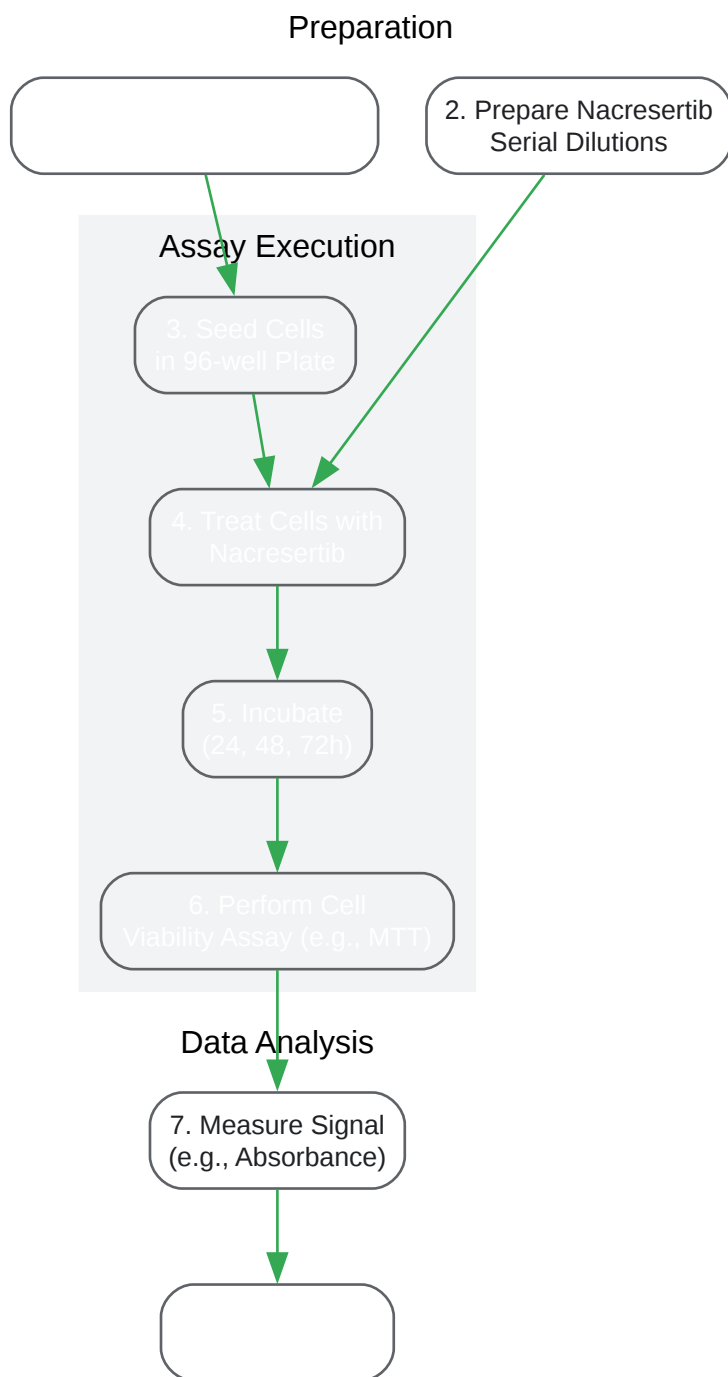 Preparation
2. Prepare Nacresertib
Serial Dilutions
Assay Execution
3. Seed Cells
in 96-well Plate
4. Treat Cells with
Nacresertib
5. Incubate
(24, 48, 72h)
6. Perform Cell
Viability Assay (e.g., MTT)
Data Analysis
7. Measure Signal
(e.g., Absorbance)